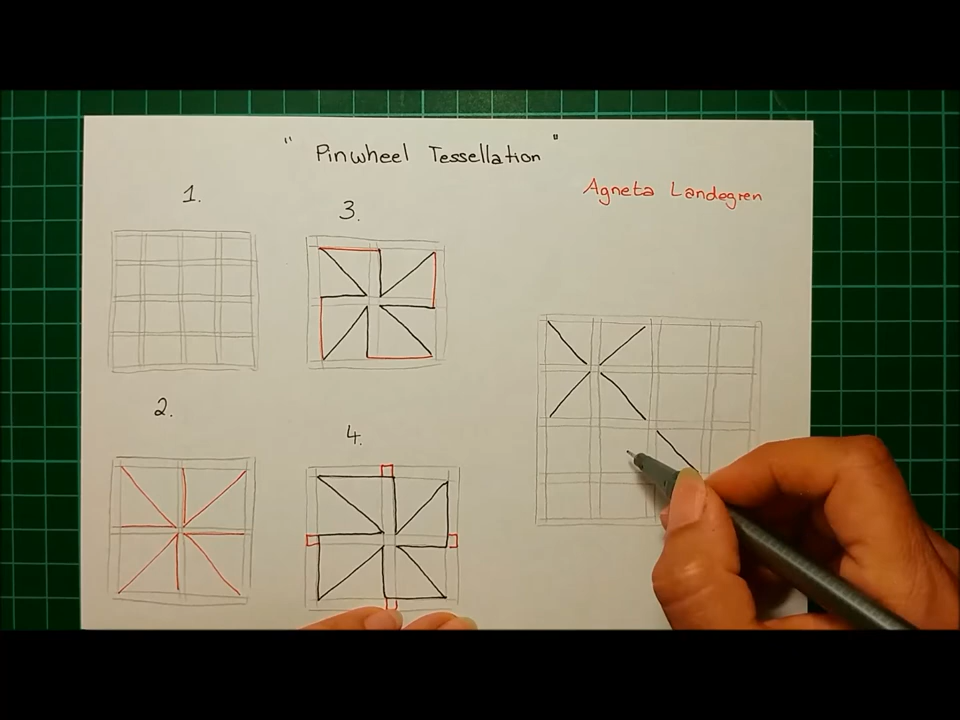 " Pinwheel Tessellation "
Agneta Landegren
1.
3.
2.
4.